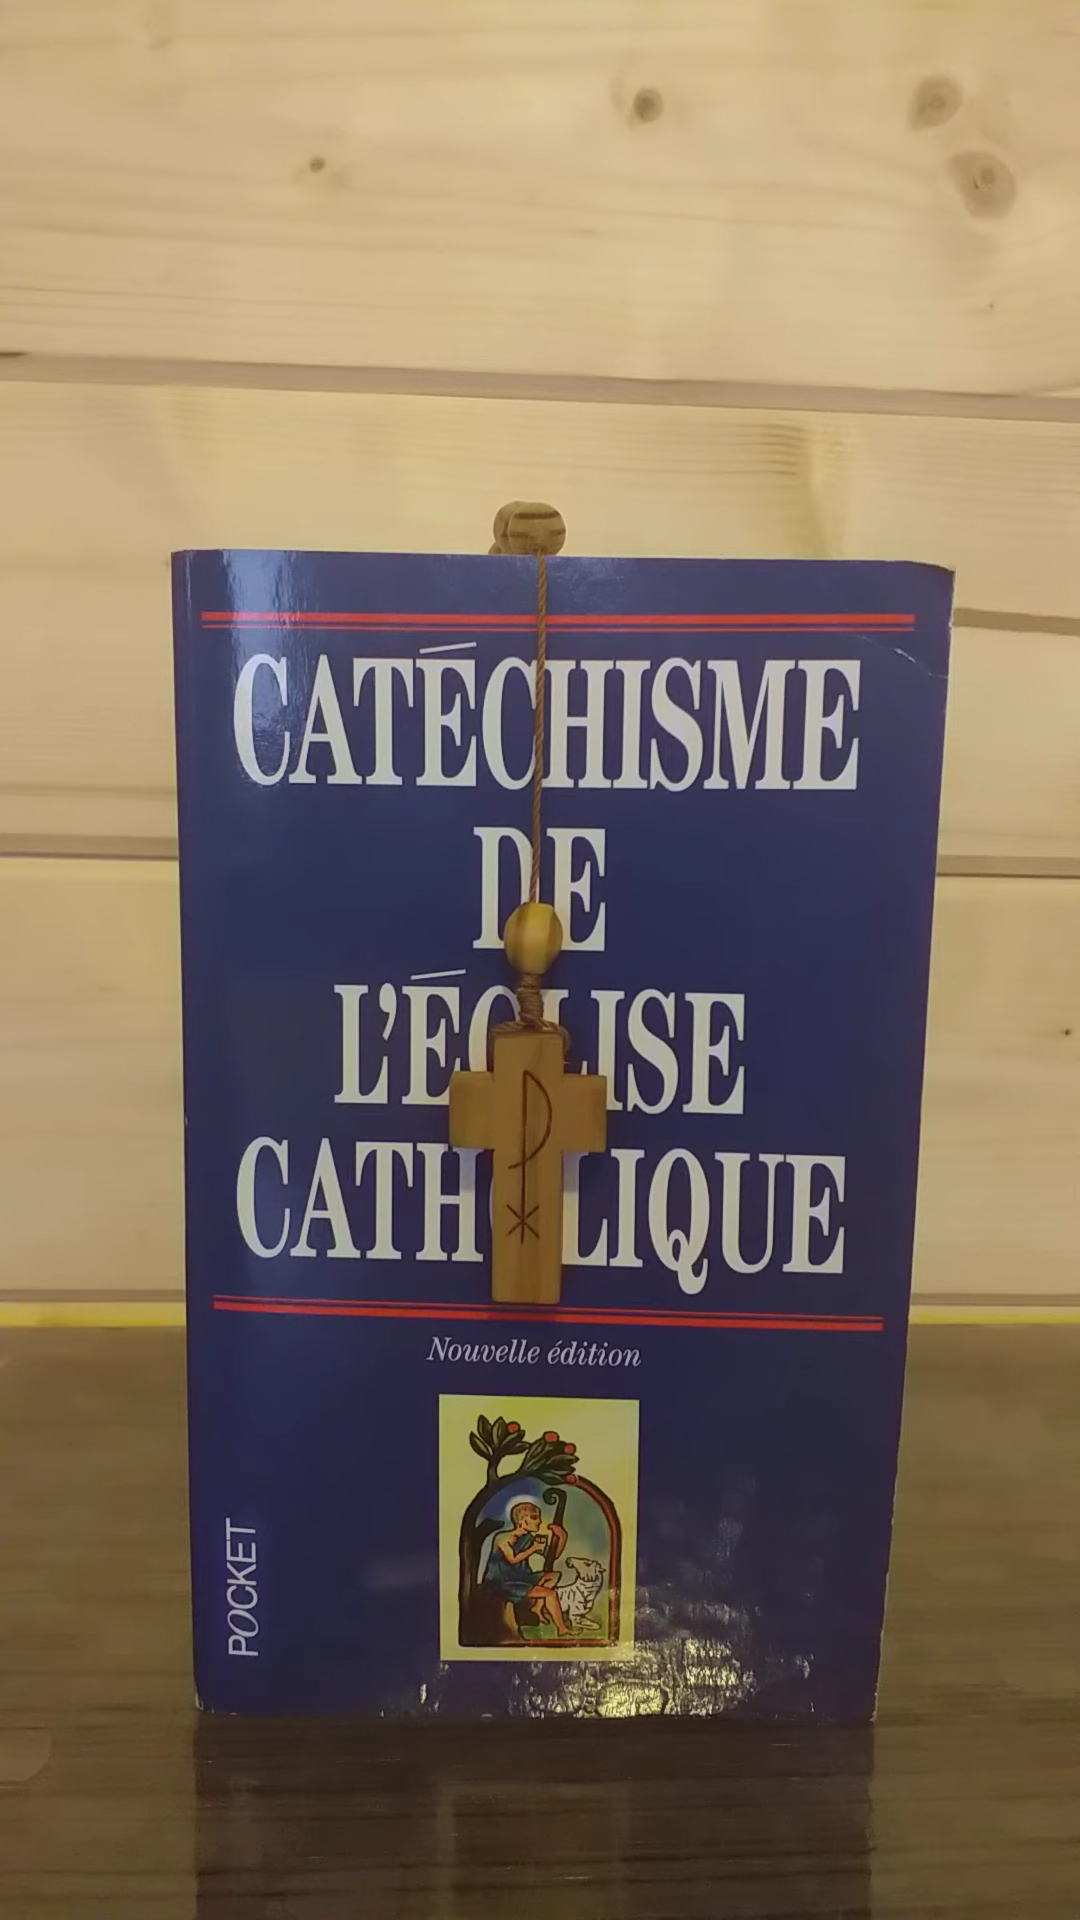 CATÉCHISME
DE
L'ÉGLISE
CATHOLIQUE
Nouvelle édition
POCKET